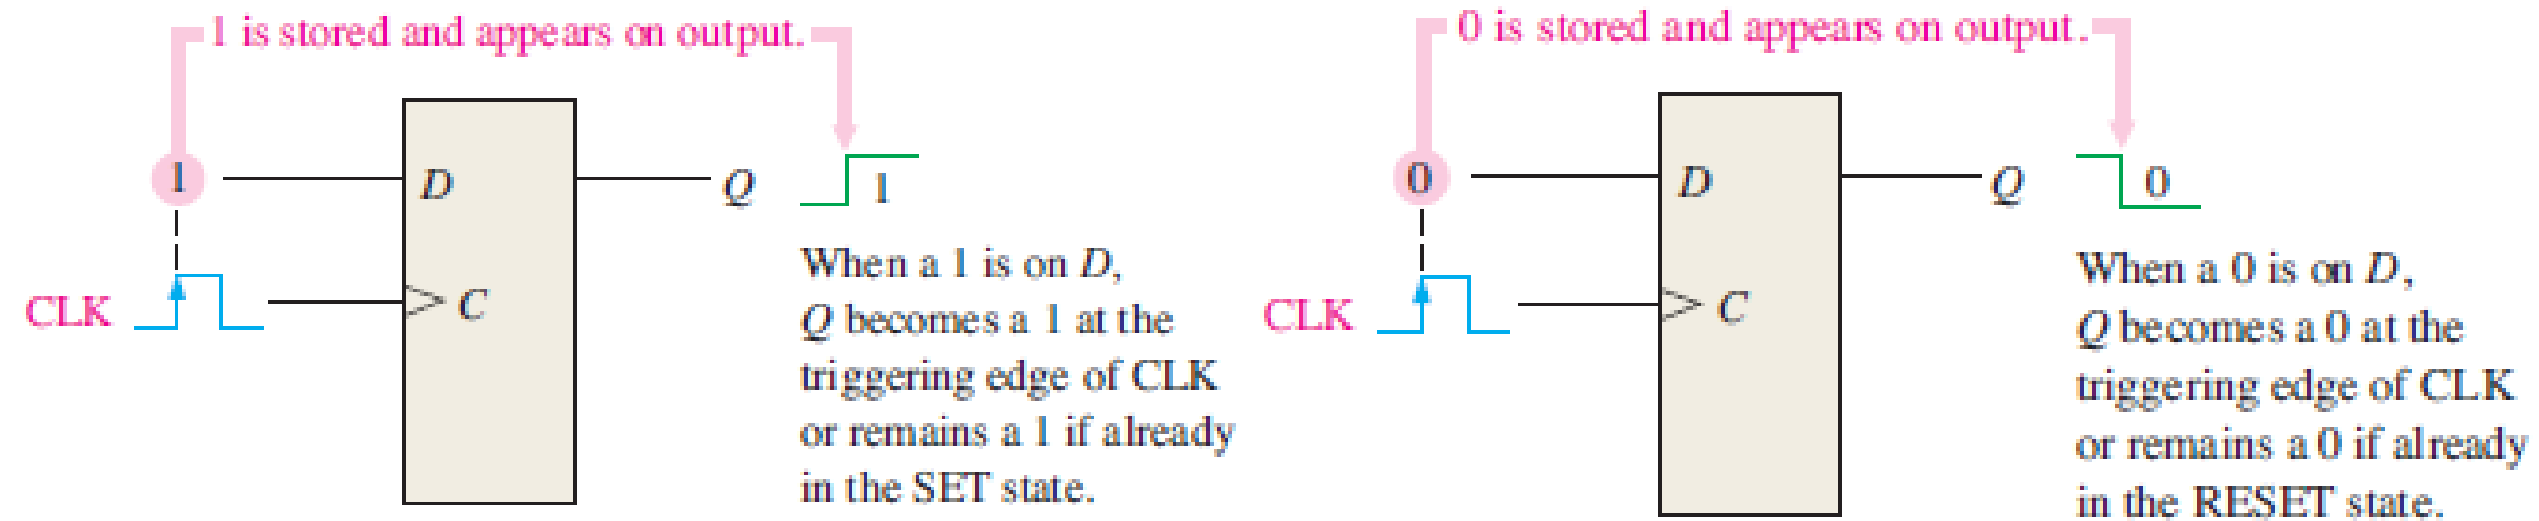 1 is stored and appears on output.
1
D
Q
1
CLK
C
When a 1 is on D,
Q becomes a 1 at the
triggering edge of CLK
or remains a 1 if already
in the SET state.
0 is stored and appears on output.
0
D
Q
0
CLK
C
When a 0 is on D,
Q becomes a 0 at the
triggering edge of CLK
or remains a 0 if already
in the RESET state.